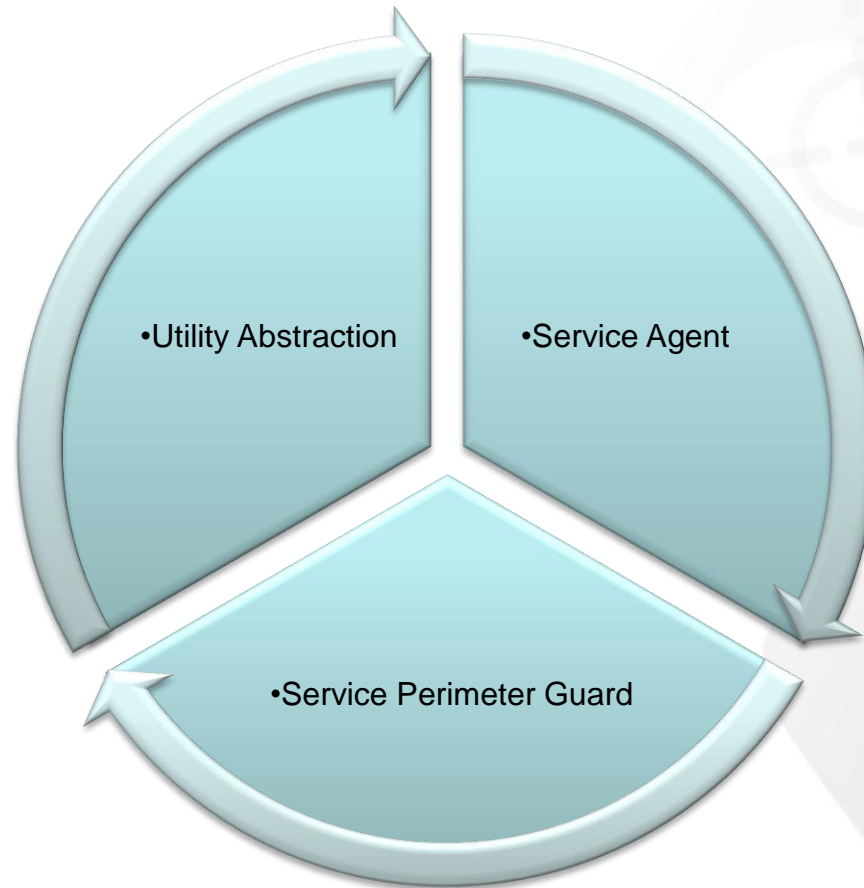 •Utility Abstraction
•Service Agent
•Service Perimeter Guard